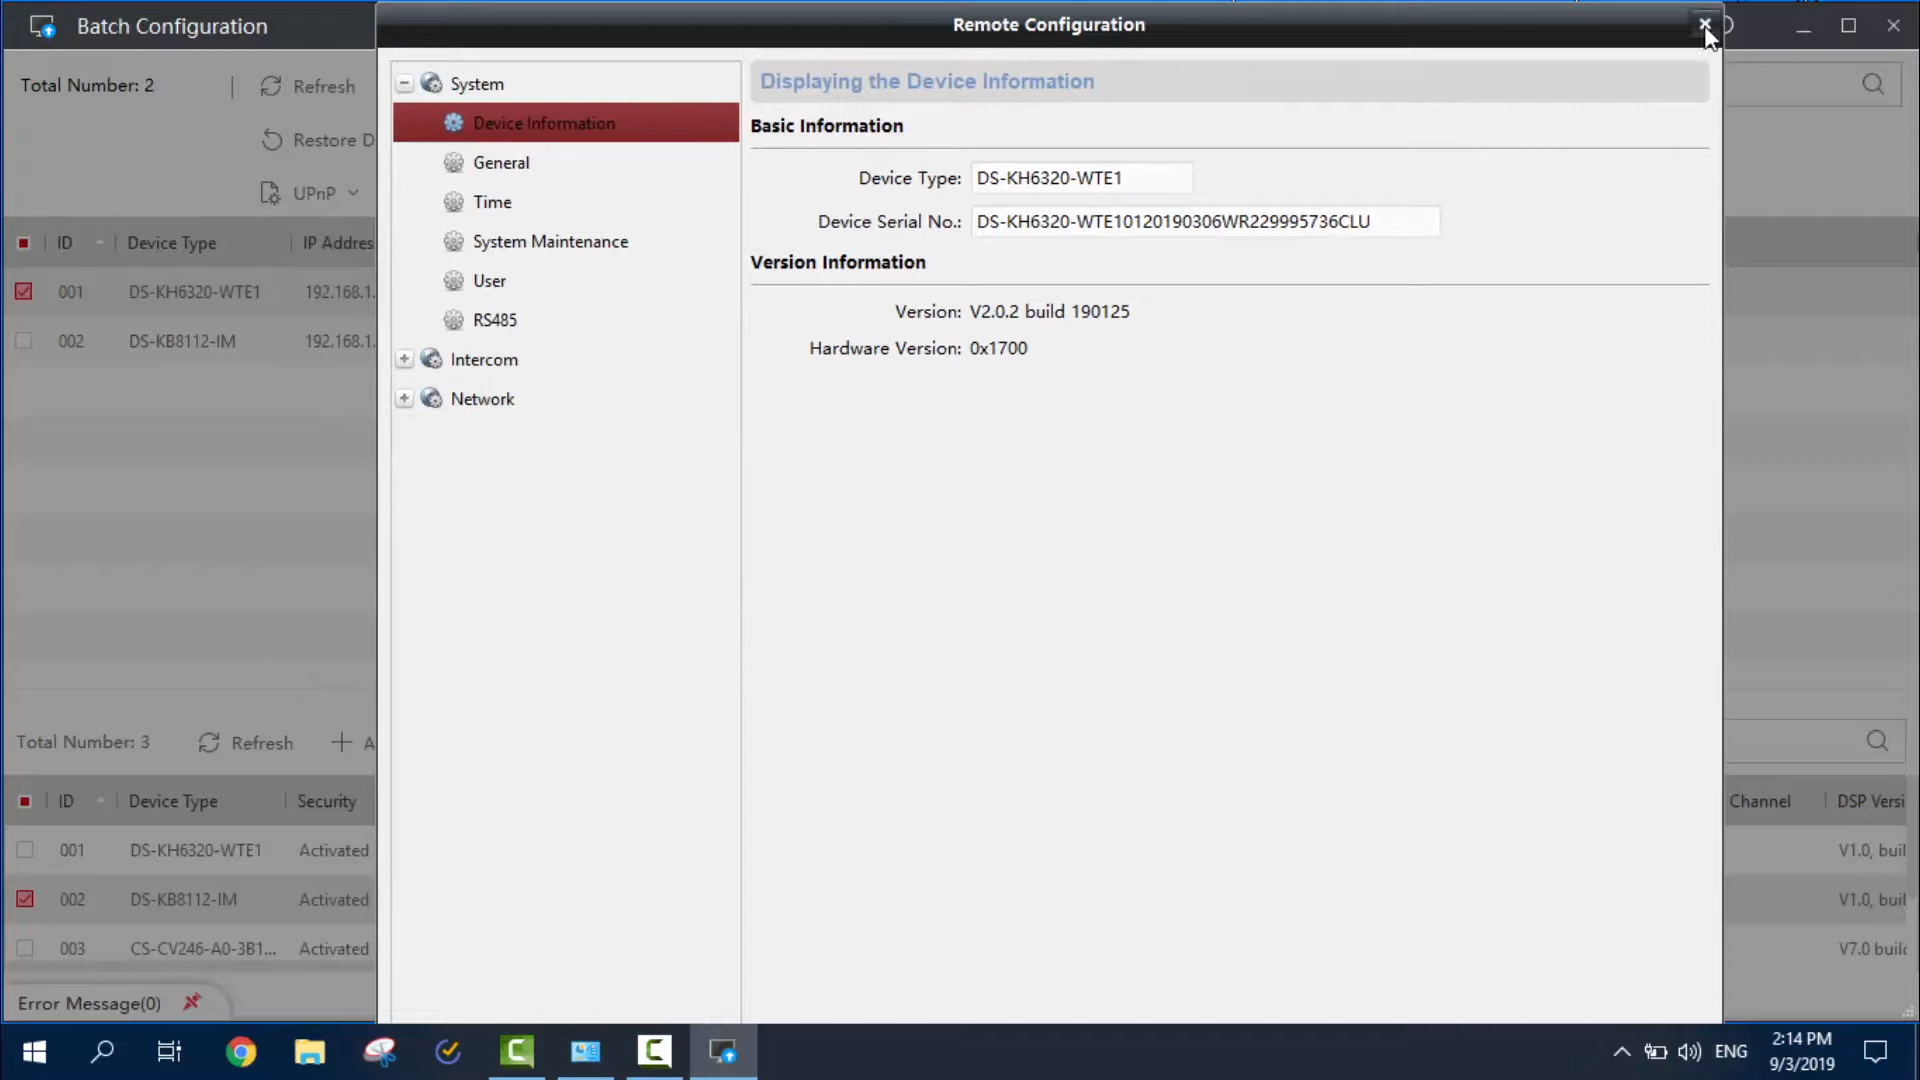 Batch Configuration
Remote Configuration
Total Number: 2
Refresh
Restore D
UPnP
ID
Device Type
IP Addres
001
DS-KH6320-WTE1
192.168.1.
002
DS-KB8112-IM
192.168.1.
System
Device Information
General
Time
System Maintenance
User
RS485
Intercom
Network
Displaying the Device Information
Basic Information
Device Type: DS-KH6320-WTE1
Device Serial No.: DS-KH6320-WTE10120190306WR229995736CLU
Version Information
Version: V2.0.2 build 190125
Hardware Version: 0x1700
Total Number: 3
Refresh
A
ID
Device Type
Security
Channel
DSP Versi
001
DS-KH6320-WTE1
Activated
V1.0, buil
002
DS-KB8112-IM
Activated
V1.0, buil
003
CS-CV246-A0-3B1...
Activated
V7.0 build
Error Message(0)
ENG
2:14 PM
9/3/2019